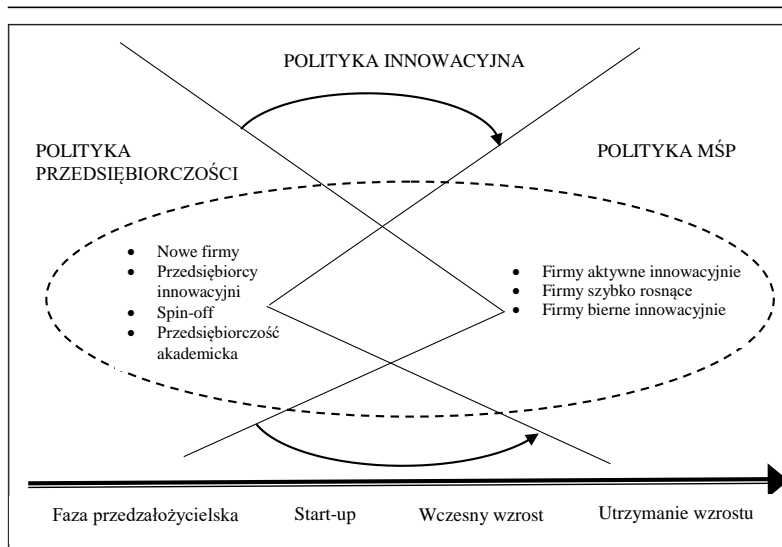 POLITYKA INNOWACYJNA
POLITYKA
PRZEDSIĘBIORCZOŚCI
POLITYKA MŚP
• Nowe firmy
• Przedsiębiorcy
innowacyjni
• Spin-off
• Przedsiębiorczość
akademicka
• Firmy aktywne innowacyjnie
• Firmy szybko rosnące
• Firmy bierne innowacyjnie
Faza przedzałożycielska Start-up Wczesny wzrost Utrzymanie wzrostu